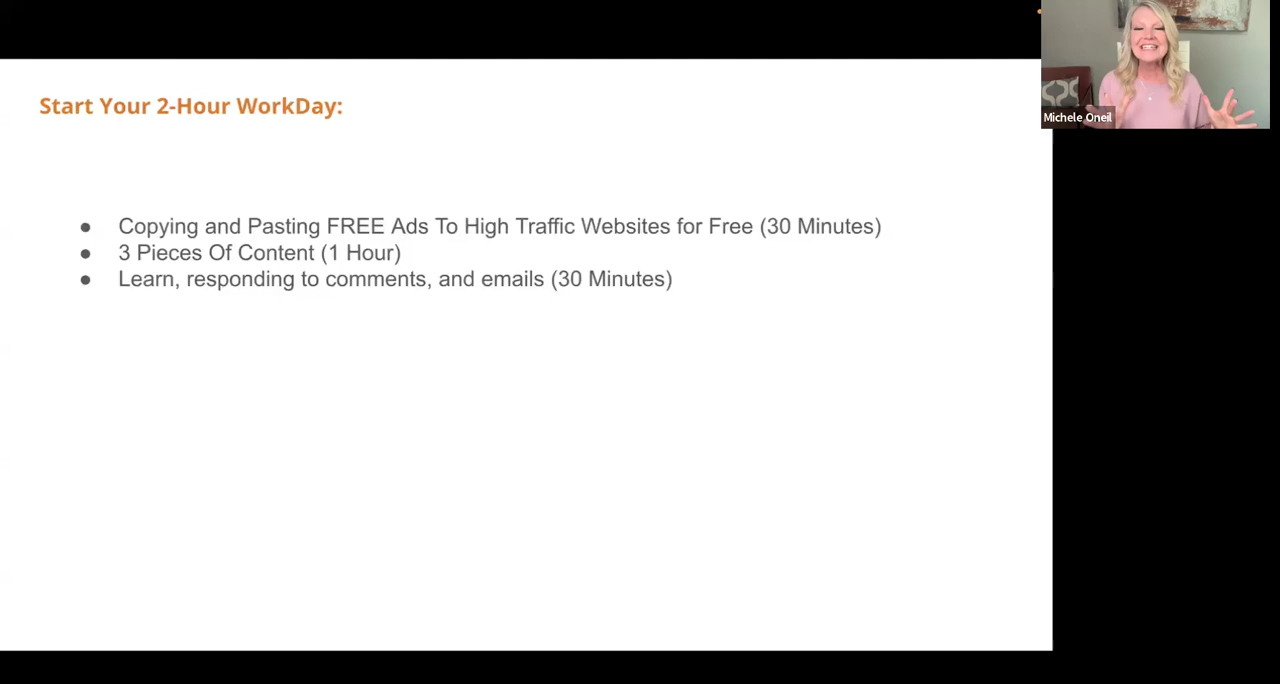 Start Your 2-Hour WorkDay:
● Copying and Pasting FREE Ads To High Traffic Websites for Free (30 Minutes)
● 3 Pieces Of Content (1 Hour)
● Learn, responding to comments, and emails (30 Minutes)
Michele Oneil